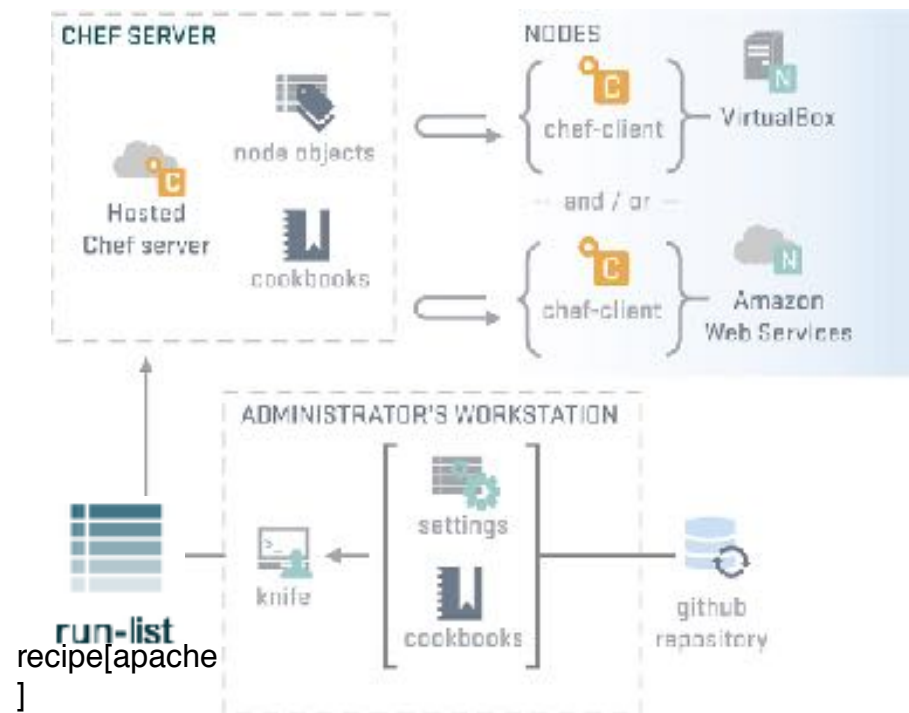 CHEF SERVER
node objects
Hosted
Chef server
cookbooks
NODES
C
chef-client
N
VirtualBox
and / or
C
chef-client
N
Amazon
Web Services
C
ADMINISTRATOR'S WORKSTATION
settings
>_
knife
cookbooks
github
repository
run-list
recipe[apache
]